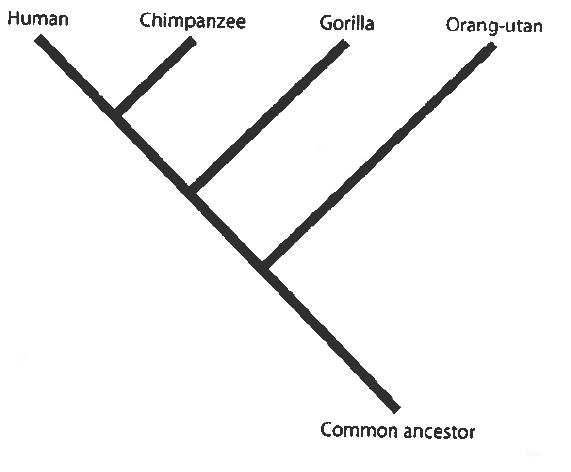 Human
Chimpanzee
Gorilla
Orang-utan
Common ancestor